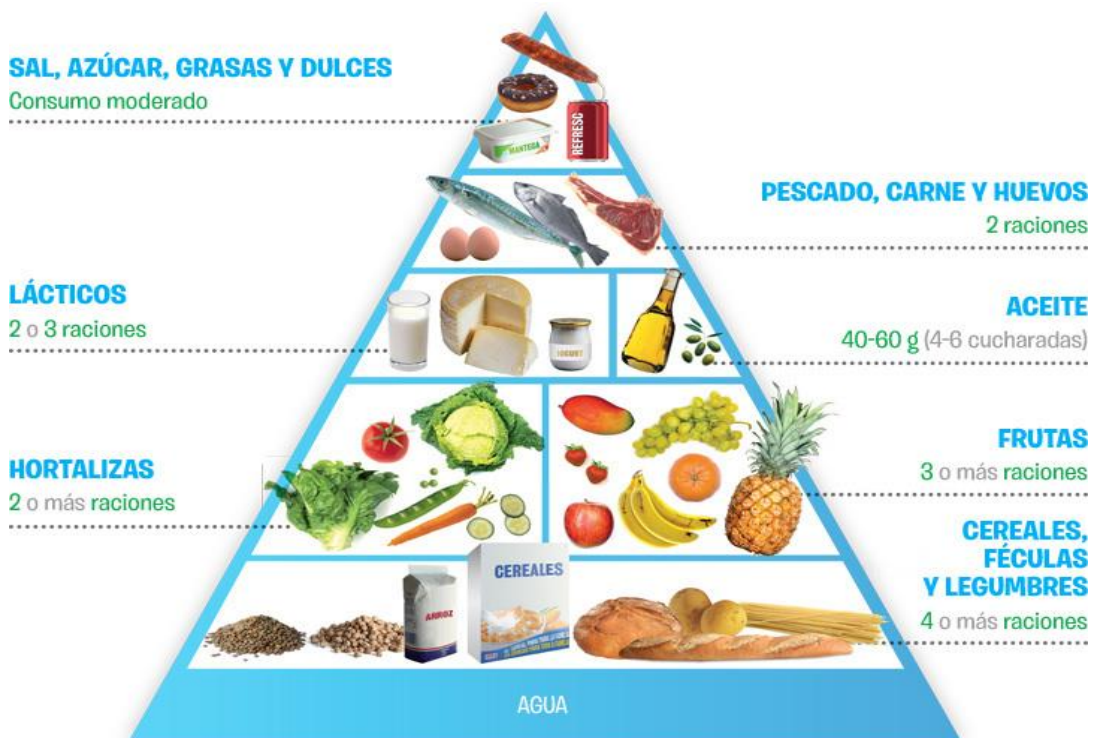 SAL, AZÚCAR, GRASAS Y DULCES
Consumo moderado
REFRESC
MANTEGA
PESCADO, CARNE Y HUEVOS
2 raciones
LÁCTICOS
2 o 3 raciones
IOGURT
ACEITE
40-60 g (4-6 cucharadas)
HORTALIZAS
2 o más raciones
FRUTAS
3 o más raciones
CEREALES,
FÉCULAS
Y LEGUMBRES
4 o más raciones
ARROZ
CEREALES
AGUA